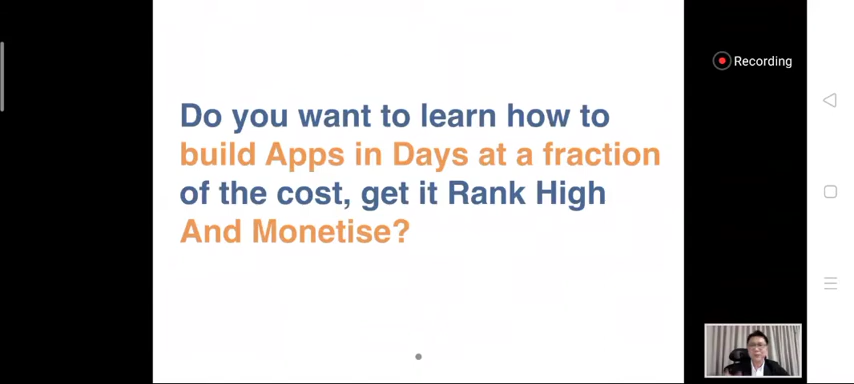 Do you want to learn how to
build Apps in Days at a fraction
of the cost, get it Rank High
And Monetise?
Recording